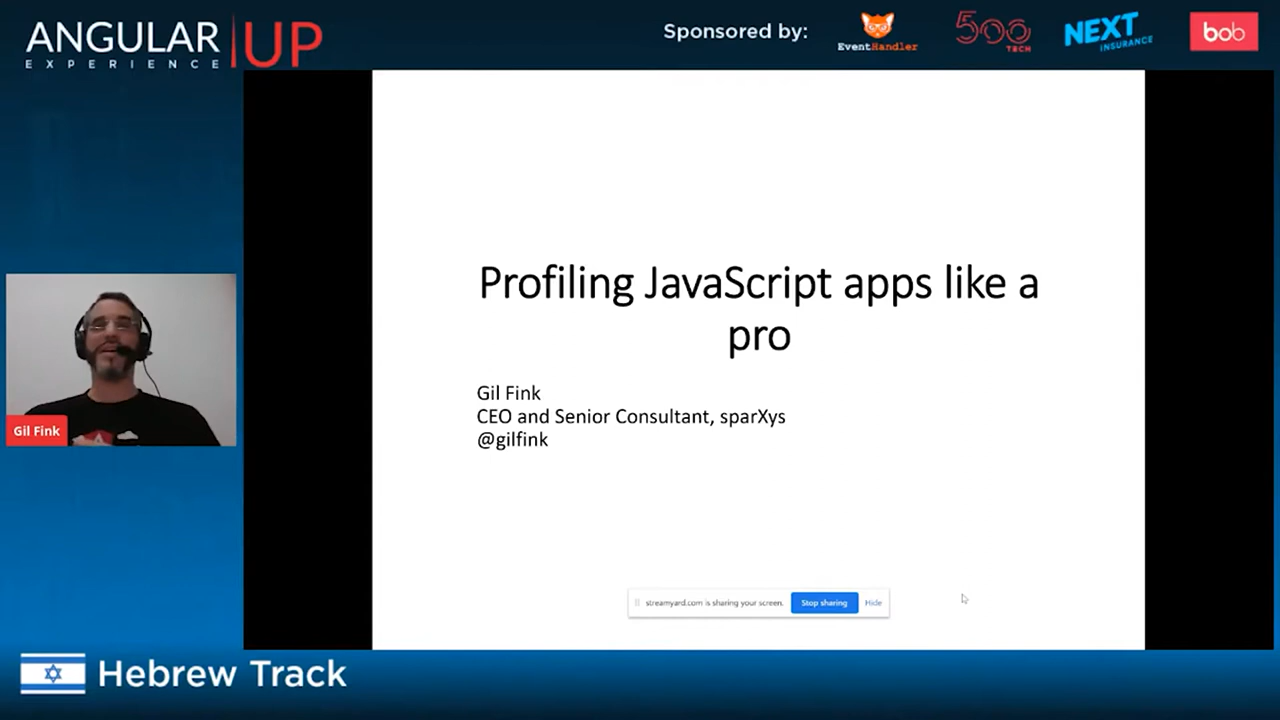 ANGULAR UP
EXPERIENCE
Sponsored by:
EventHandler
500
TECH
NEXT
INSURANCE
bob
Profiling JavaScript apps like a
pro
Gil Fink
CEO and Senior Consultant, sparXys
@gilfink
Gil Fink
streamyard.com is sharing your screen.
Stop sharing
Hide
Hebrew Track